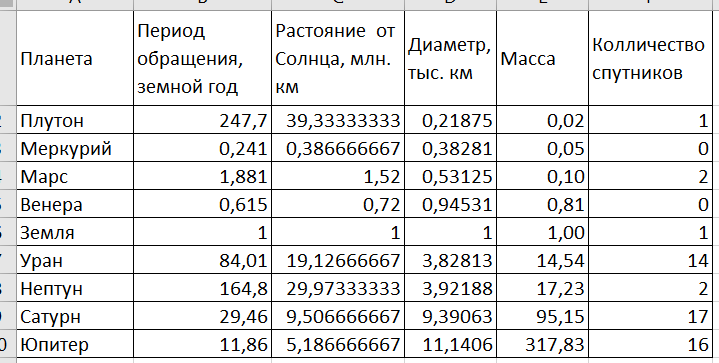 Планета Период обращения, земной год Растояние от Солнца, млн. км Диаметр, тыс. км Масса Колличество спутников
Плутон 247,7 39,33333333 0,21875 0,02 1
Меркурий 0,241 0,386666667 0,38281 0,05 0
Марс 1,881 1,52 0,53125 0,10 2
Венера 0,615 0,72 0,94531 0,81 0
Земля 1 1 1 1,00 1
Уран 84,01 19,12666667 3,82813 14,54 14
Нептун 164,8 29,97333333 3,92188 17,23 2
Сатурн 29,46 9,506666667 9,39063 95,15 17
Юпитер 11,86 5,186666667 11,1406 317,83 16